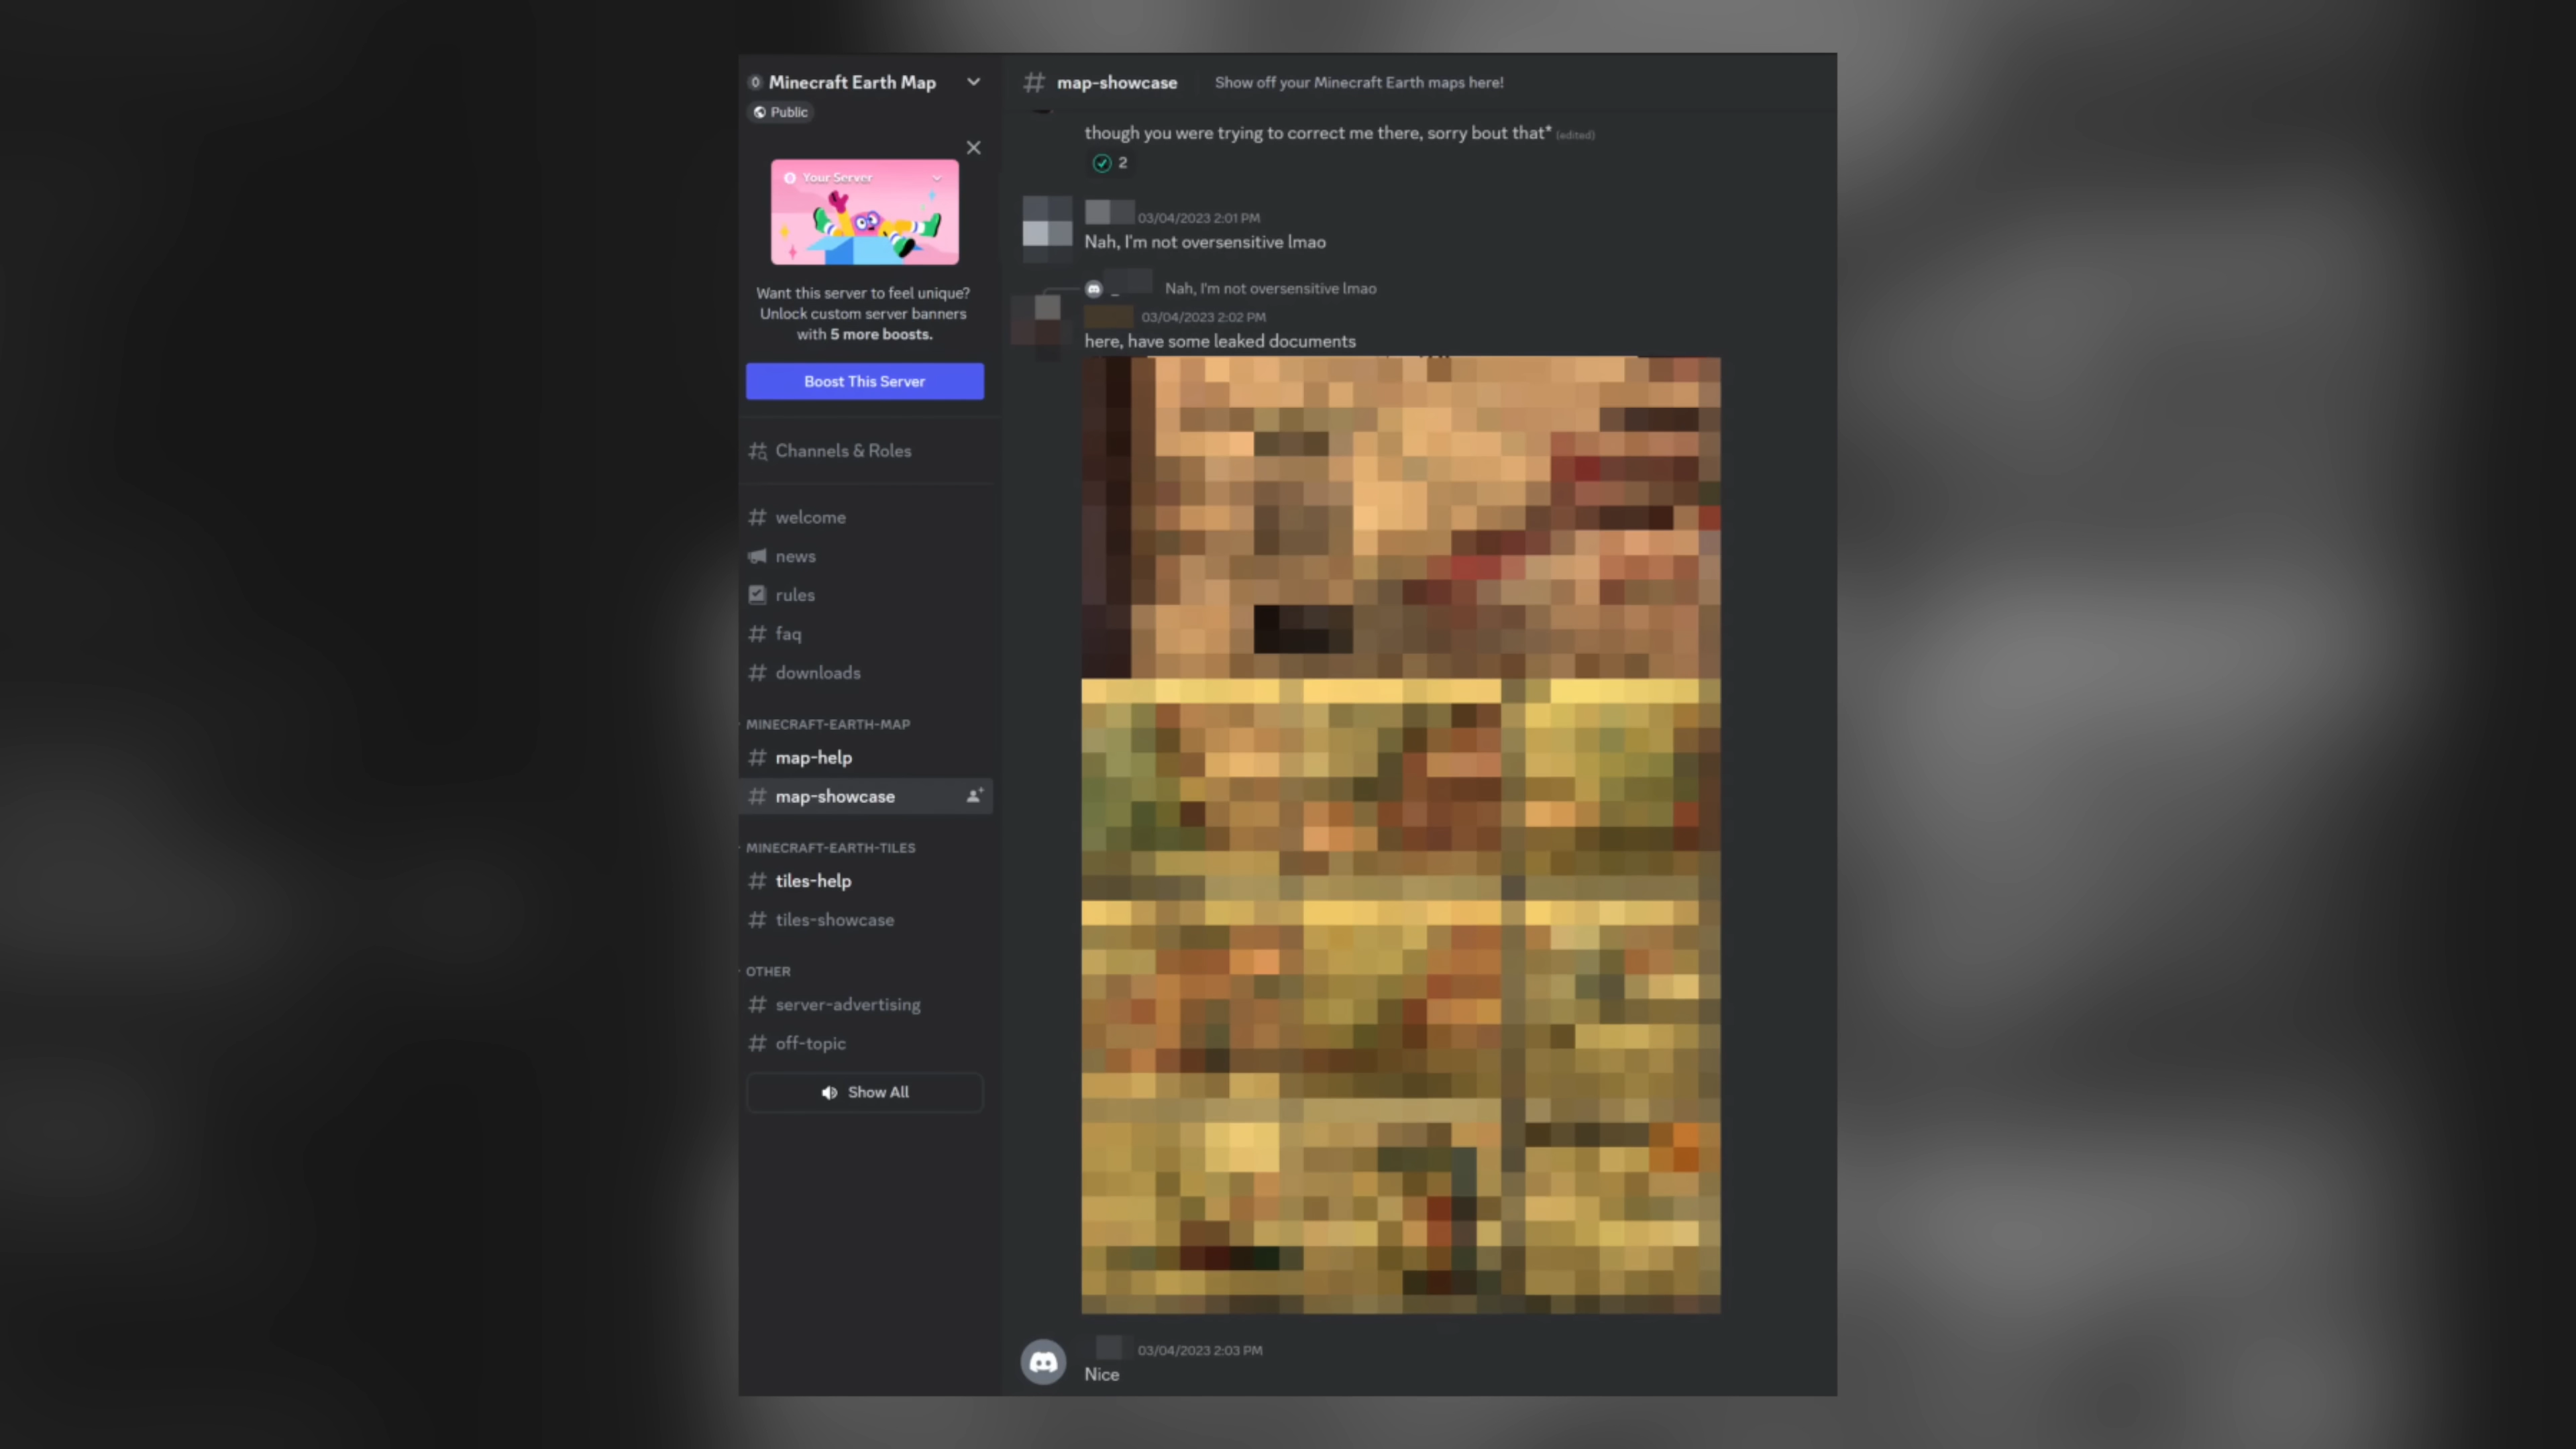 Minecraft Earth Map
Public
Your Server
Want this server to feel unique?
Unlock custom server banners
with 5 more boosts.
Boost This Server
Channels & Roles
welcome
news
rules
faq
downloads
MINECRAFT-EARTH-MAP
map-help
map-showcase
MINECRAFT-EARTH-TILES
tiles-help
tiles-showcase
OTHER
server-advertising
off-topic
Show All
map-showcase
Show off your Minecraft Earth maps here!
though you were trying to correct me there, sorry bout that* (edited)
2
03/04/2023 2:01 PM
Nah, I'm not oversensitive lmao
Nah, I'm not oversensitive lmao
03/04/2023 2:02 PM
here, have some leaked documents
03/04/2023 2:03 PM
Nice